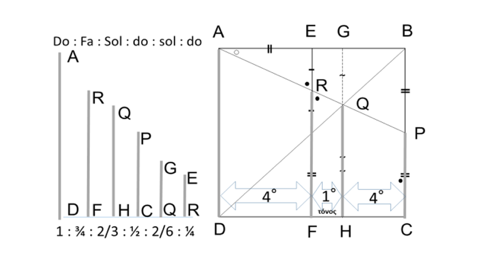 Do : Fa : Sol : do : sol : do
A
R
Q
P
G
E
D F H C Q R
1 : ¾ : 2/3 : ½ : 2/6 : ¼
A E G B
R
Q
P
4° 1° 4°
τόνος
D F H C